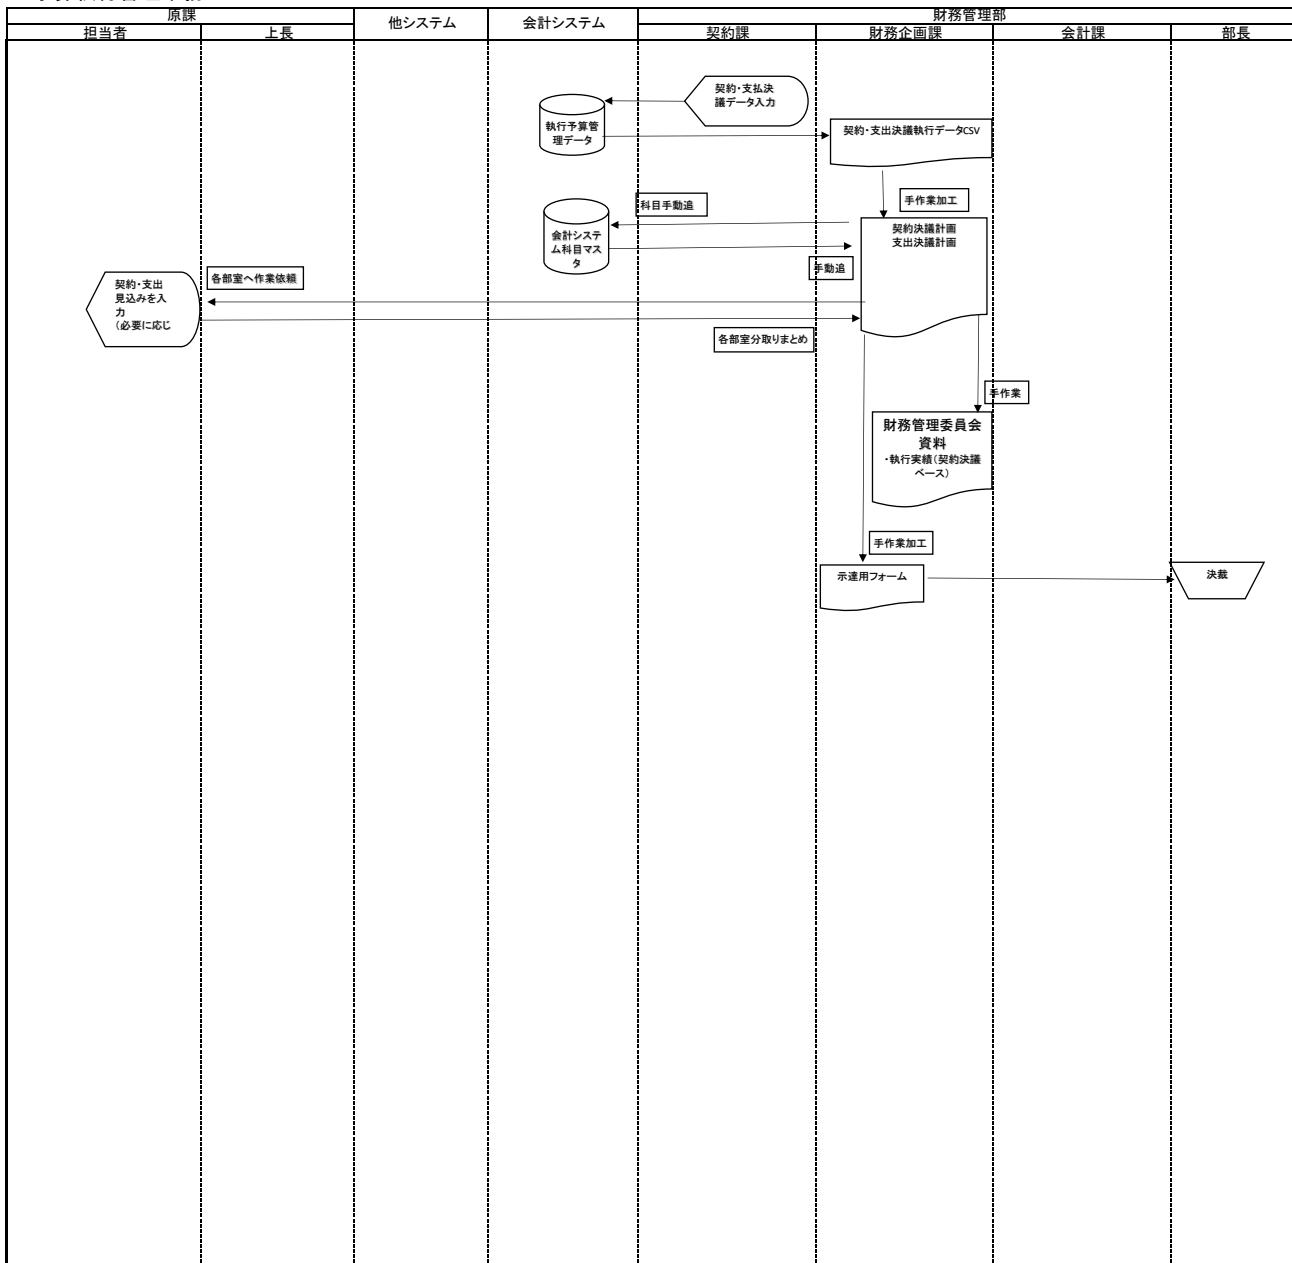 原課
財務管理部
他システム
会計システム
担当者
上長
契約課
財務企画課
会計課
部長
契約・支払決
議データ入力
執行予算管
理データ
契約・支出決議執行データCSV
手作業加工
科目手動追
契約決議計画
支出決議計画
会計システ
ム科目マス
タ
手動追
各部室へ作業依頼
契約・支出
見込みを入
力
(必要に応じ
各部室分取りまとめ
手作業
財務管理委員会
資料
・執行実績(契約決議
ベース)
手作業加工
示達用フォーム
決裁